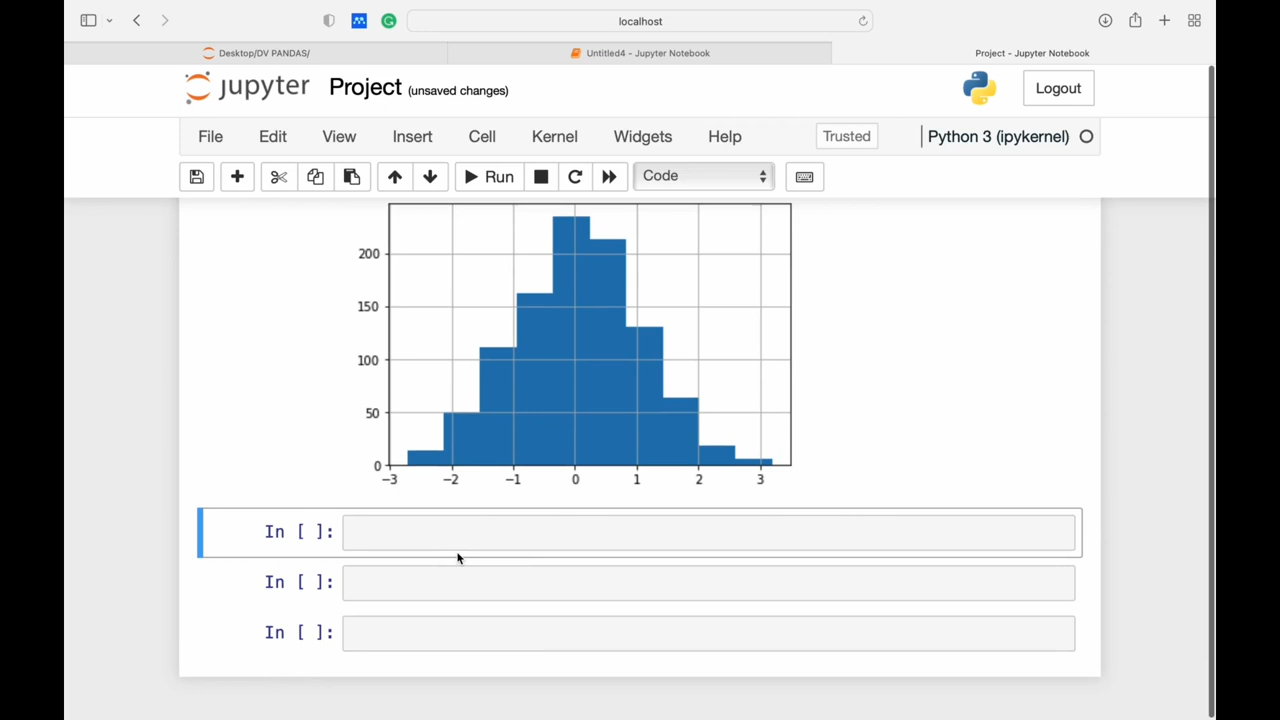 localhost
Desktop/DV PANDAS/
Untitled4 - Jupyter Notebook
Project - Jupyter Notebook
jupyter Project (unsaved changes)
Logout
File Edit View Insert Cell Kernel Widgets Help Trusted Python 3 (ipykernel)
Run Code
200
150
100
50
0
−3 −2 −1 0 1 2 3
In [ ]:
In [ ]:
In [ ]: